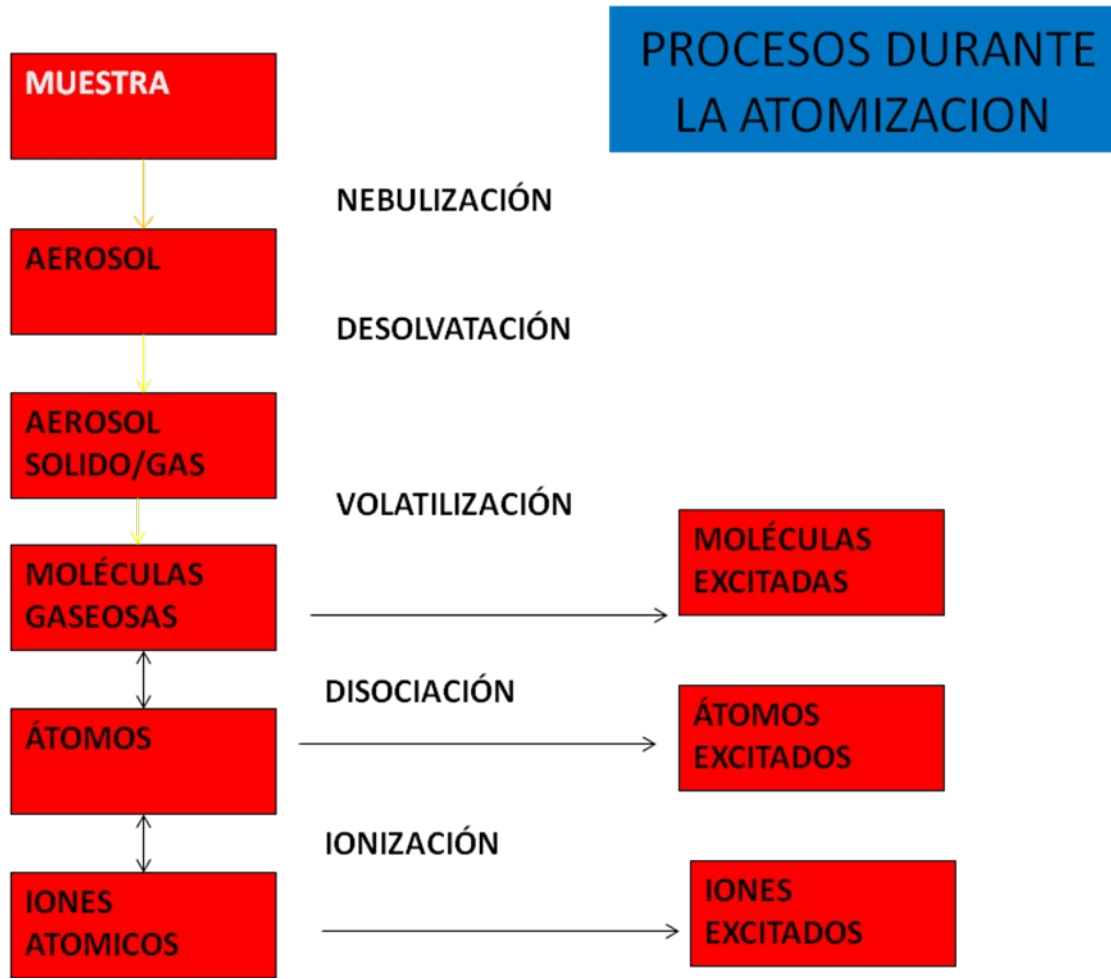 PROCESOS DURANTE
LA ATOMIZACION
MUESTRA
NEBULIZACIÓN
AEROSOL
DESOLVATACIÓN
AEROSOL
SOLIDO/GAS
VOLATILIZACIÓN
MOLÉCULAS
GASEOSAS
MOLÉCULAS
EXCITADAS
DISOCIACIÓN
ÁTOMOS
ÁTOMOS
EXCITADOS
IONIZACIÓN
IONES
ATOMICOS
IONES
EXCITADOS